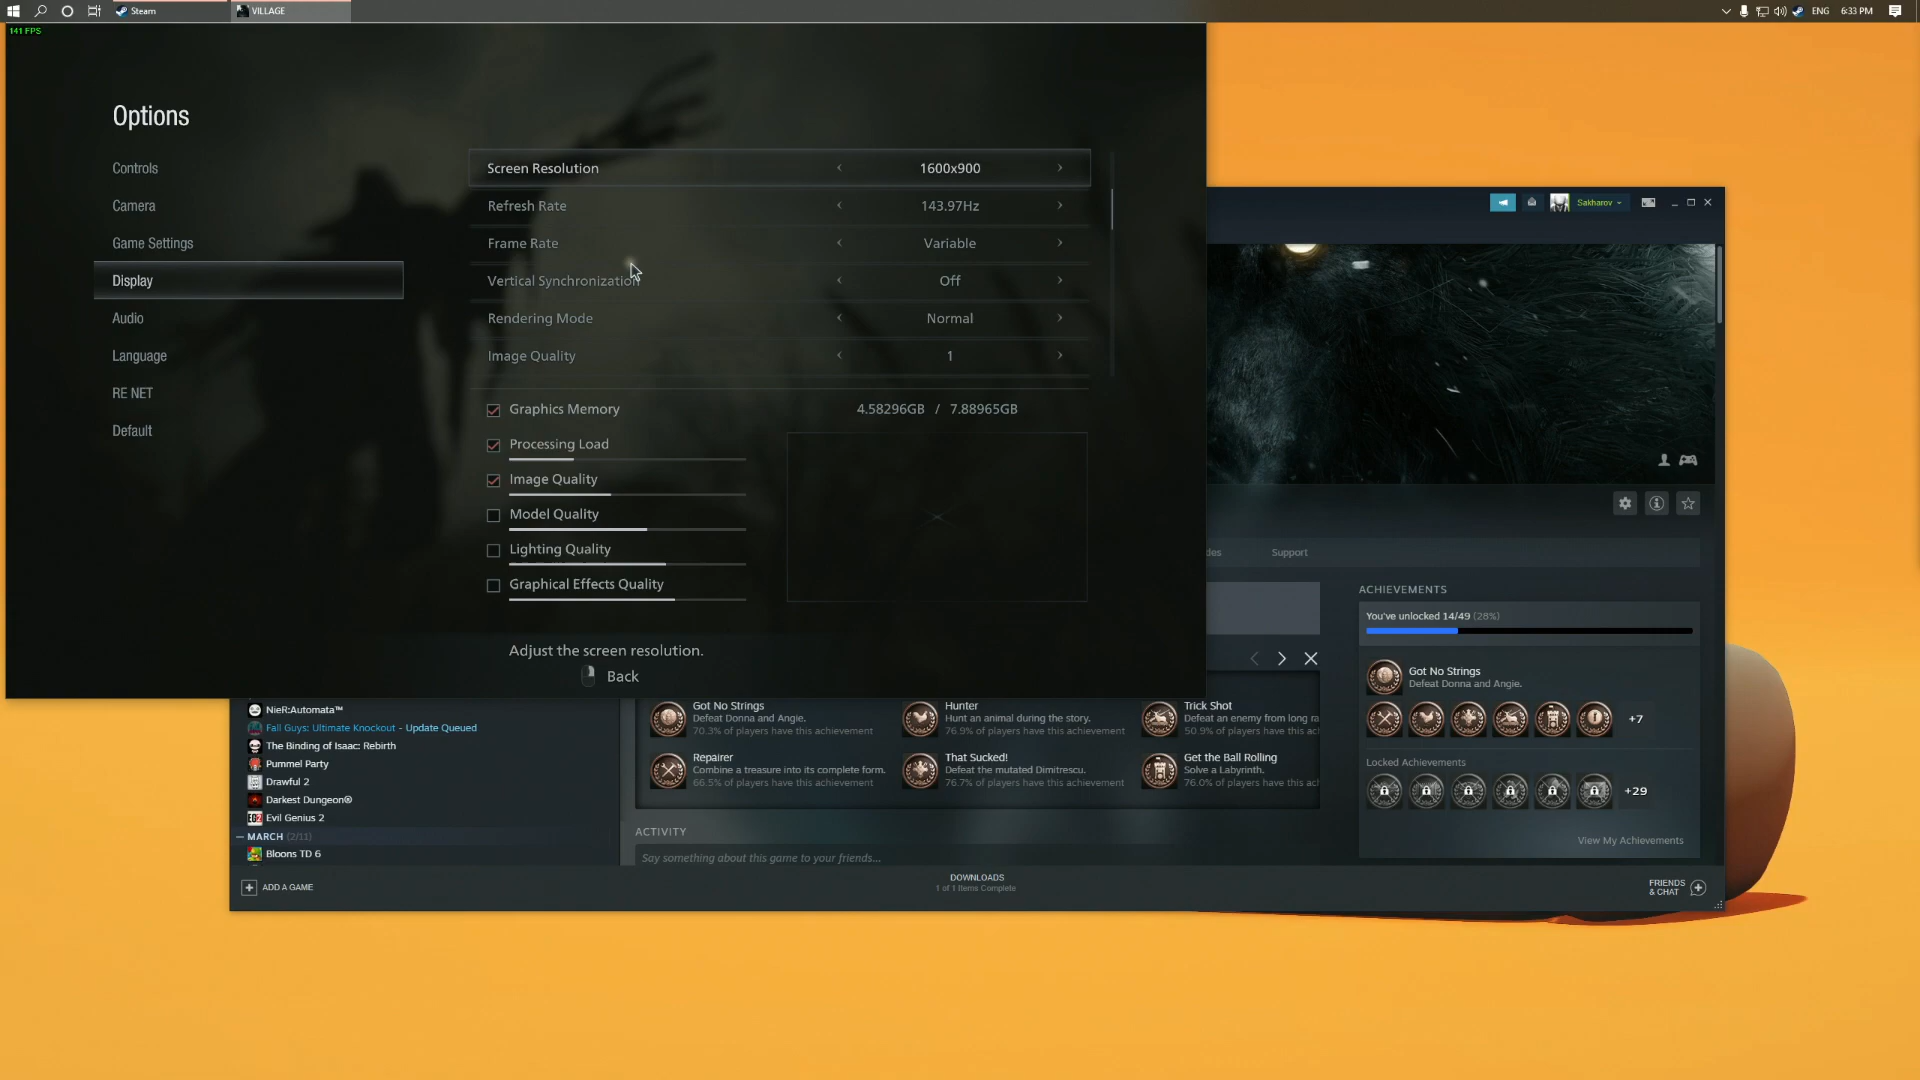 Steam
VILLAGE
ENG
6:33 PM
141 FPS
Options
Controls
Camera
Game Settings
Display
Audio
Language
RE NET
Default
Screen Resolution 1600x900
Refresh Rate 143.97Hz
Frame Rate Variable
Vertical Synchronization Off
Rendering Mode Normal
Image Quality 1
Graphics Memory 4.58296GB / 7.88965GB
Processing Load
Image Quality
Model Quality
Lighting Quality
Graphical Effects Quality
Adjust the screen resolution.
Back
Sakharov
Support
ACHIEVEMENTS
You've unlocked 14/49 (28%)
Got No Strings
Defeat Donna and Angie.
+7
Locked Achievements
+29
View My Achievements
NieR:Automata™
Fall Guys: Ultimate Knockout - Update Queued
The Binding of Isaac: Rebirth
Pummel Party
Drawful 2
Darkest Dungeon®
EG2
Evil Genius 2
MARCH (2/11)
Bloons TD 6
Got No Strings
Defeat Donna and Angie.
70.3% of players have this achievement
Hunter
Hunt an animal during the story.
76.9% of players have this achievement
Trick Shot
Defeat an enemy from long ra
50.9% of players have this act
Repairer
Combine a treasure into its complete form.
66.5% of players have this achievement
That Sucked!
Defeat the mutated Dimitrescu.
76.7% of players have this achievement
Get the Ball Rolling
Solve a Labyrinth.
76.0% of players have this acl
ACTIVITY
Say something about this game to your friends...
ADD A GAME
DOWNLOADS
1 of 1 Items Complete
FRIENDS
& CHAT